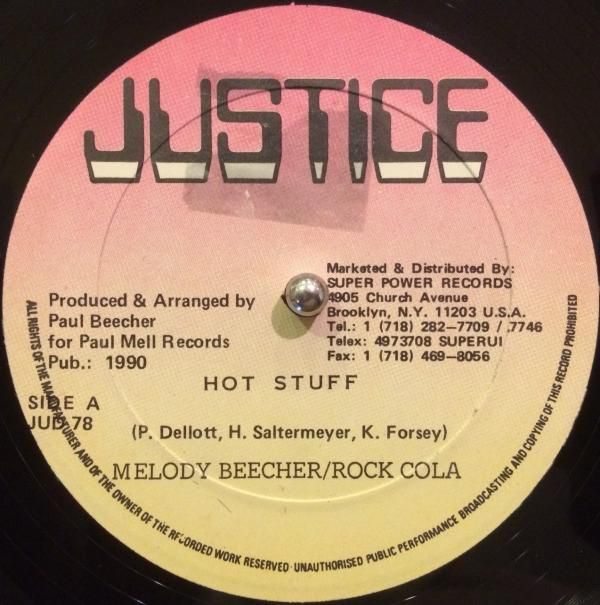 JUSTICE
Marketed & Distributed By:
SUPER POWER RECORDS
4905 Church Avenue
Brooklyn, N.Y. 11203 U.S.A.
Tel.: 1 (718) 282–7709 / .7746
Telex: 4973708 SUPERUI
Fax: 1 (718) 469–8056
Produced & Arranged by
Paul Beecher
for Paul Mell Records
Pub.: 1990
HOT STUFF
SIDE A
JUD 78
(P. Dellott, H. Saltermeyer, K. Forsey)
MELODY BEECHER/ROCK COLA
ALL RIGHTS OF THE MANUFACTURER AND OF THE OWNER OF THE RECORDED WORK RESERVED · UNAUTHORISED PUBLIC PERFORMANCE BROADCASTING AND COPYING OF THIS RECORD PROHIBITED